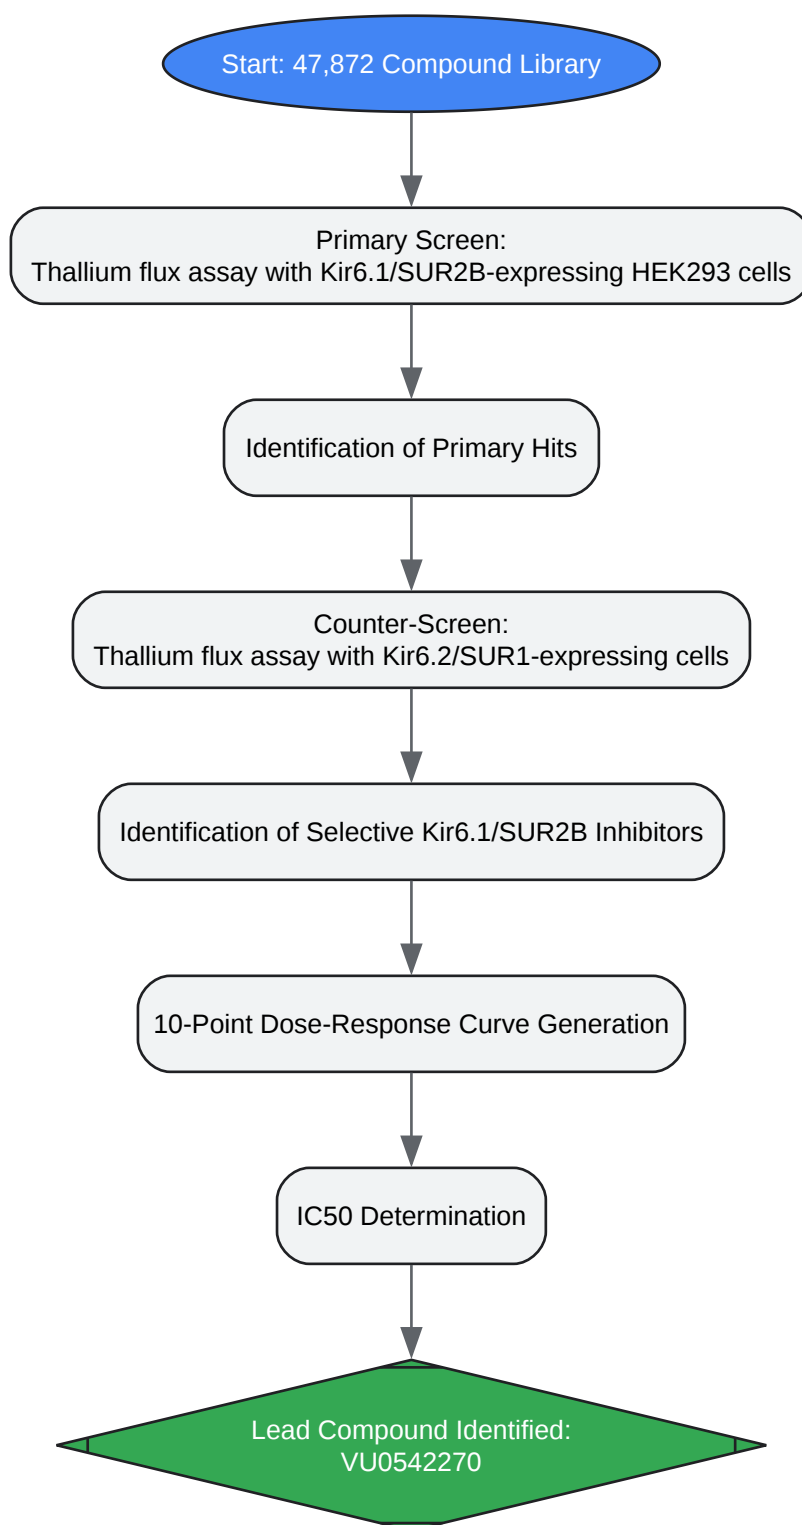 Start: 47,872 Compound Library
Primary Screen:
Thallium flux assay with Kir6.1/SUR2B-expressing HEK293 cells
Identification of Primary Hits
Counter-Screen:
Thallium flux assay with Kir6.2/SUR1-expressing cells
Identification of Selective Kir6.1/SUR2B Inhibitors
10-Point Dose-Response Curve Generation
IC50 Determination
Lead Compound Identified:
VU0542270